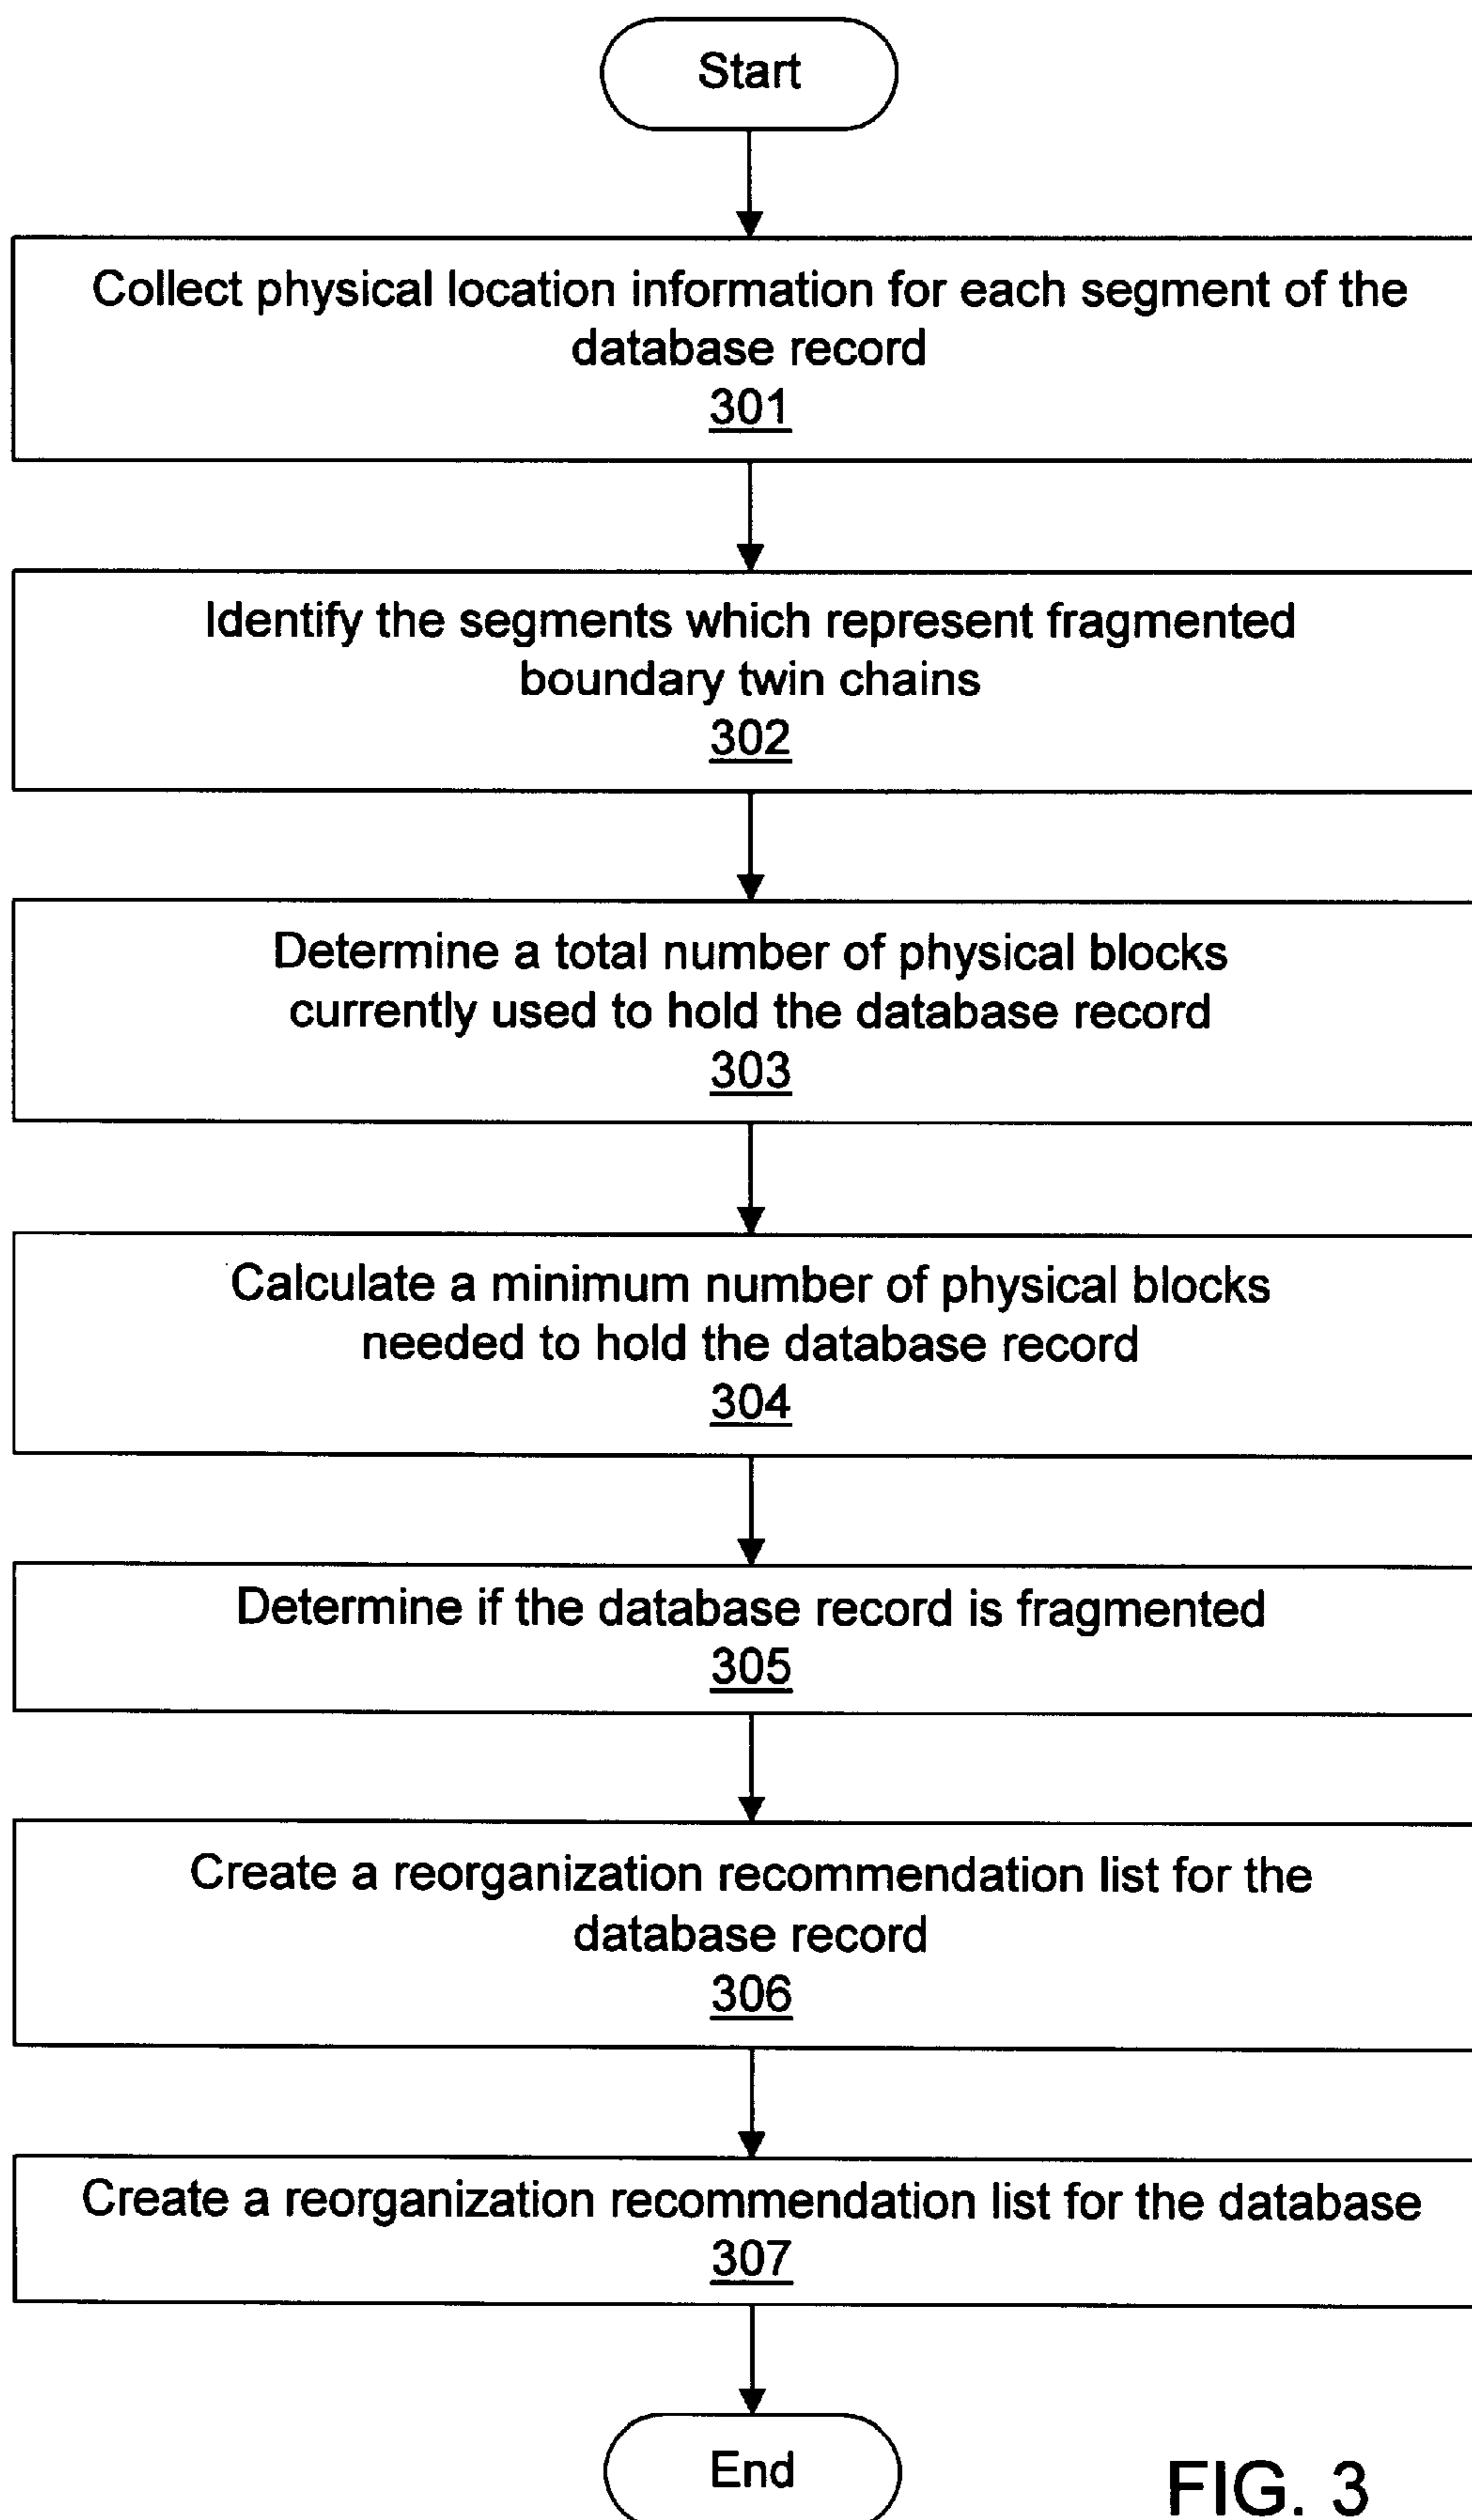 Start
Collect physical location information for each segment of the
database record
301
Identify the segments which represent fragmented
boundary twin chains
302
Determine a total number of physical blocks
currently used to hold the database record
303
Calculate a minimum number of physical blocks
needed to hold the database record
304
Determine if the database record is fragmented
305
Create a reorganization recommendation list for the
database record
306
Create a reorganization recommendation list for the database
307
End
FIG. 3